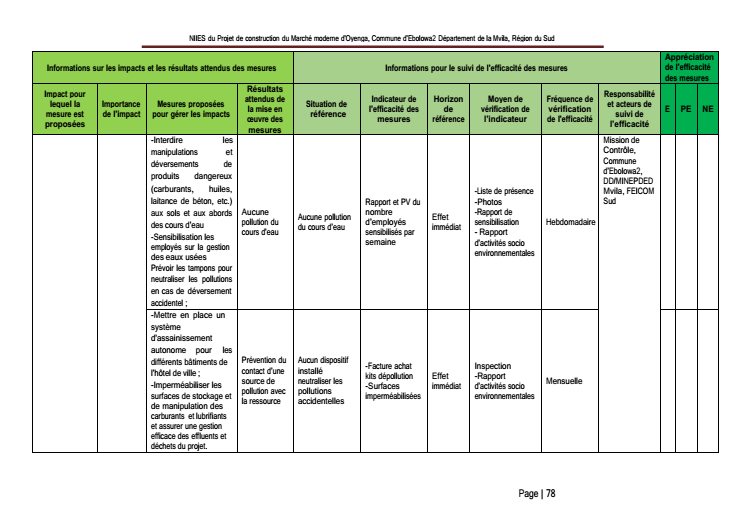 NIIES du Projet de construction du Marché moderne d'Oyenga, Commune d'Ebolowa2 Département de la Mvila, Région du Sud
Informations sur les impacts et les résultats attendus des mesures
Informations pour le suivi de l'efficacité des mesures
Appréciation
de l'efficacité
des mesures
Impact pour
lequel la
mesure est
proposées
Importance
de l'impact
Mesures proposées
pour gérer les impacts
Résultats
attendus de
la mise en
œuvre des
mesures
Situation de
référence
Indicateur de
l'efficacité des
mesures
Horizon
de
référence
Moyen de
vérification de
l'indicateur
Fréquence de
vérification
de l'efficacité
Responsabilité
et acteurs de
suivi de
l'efficacité
E
PE
NE
-Interdire les
manipulations et
déversements de
produits dangereux
(carburants, huiles,
laitance de béton, etc.)
aux sols et aux abords
des cours d'eau
-Sensibilisation les
employés sur la gestion
des eaux usées
Prévoir les tampons pour
neutraliser les pollutions
en cas de déversement
accidentel ;
Aucune
pollution du
cours d'eau
Aucune pollution
du cours d'eau
Rapport et PV du
nombre
d'employés
sensibilisés par
semaine
Effet
immédiat
-Liste de présence
-Photos
-Rapport de
sensibilisation
- Rapport
d'activités socio
environnementales
Hebdomadaire
Mission de
Contrôle,
Commune
d'Ebolowa2,
DD/MINEPDED
Mvila, FEICOM
Sud
-Mettre en place un
système
d'assainissement
autonome pour les
différents bâtiments de
l'hôtel de ville ;
-Imperméabiliser les
surfaces de stockage et
de manipulation des
carburants et lubrifiants
et assurer une gestion
efficace des effluents et
déchets du projet.
Prévention du
contact d'une
source de
pollution avec
la ressource
Aucun dispositif
installé
neutraliser les
pollutions
accidentelles
-Facture achat
kits dépollution
-Surfaces
imperméabilisées
Effet
immédiat
Inspection
-Rapport
d'activités socio
environnementales
Mensuelle
Page | 78